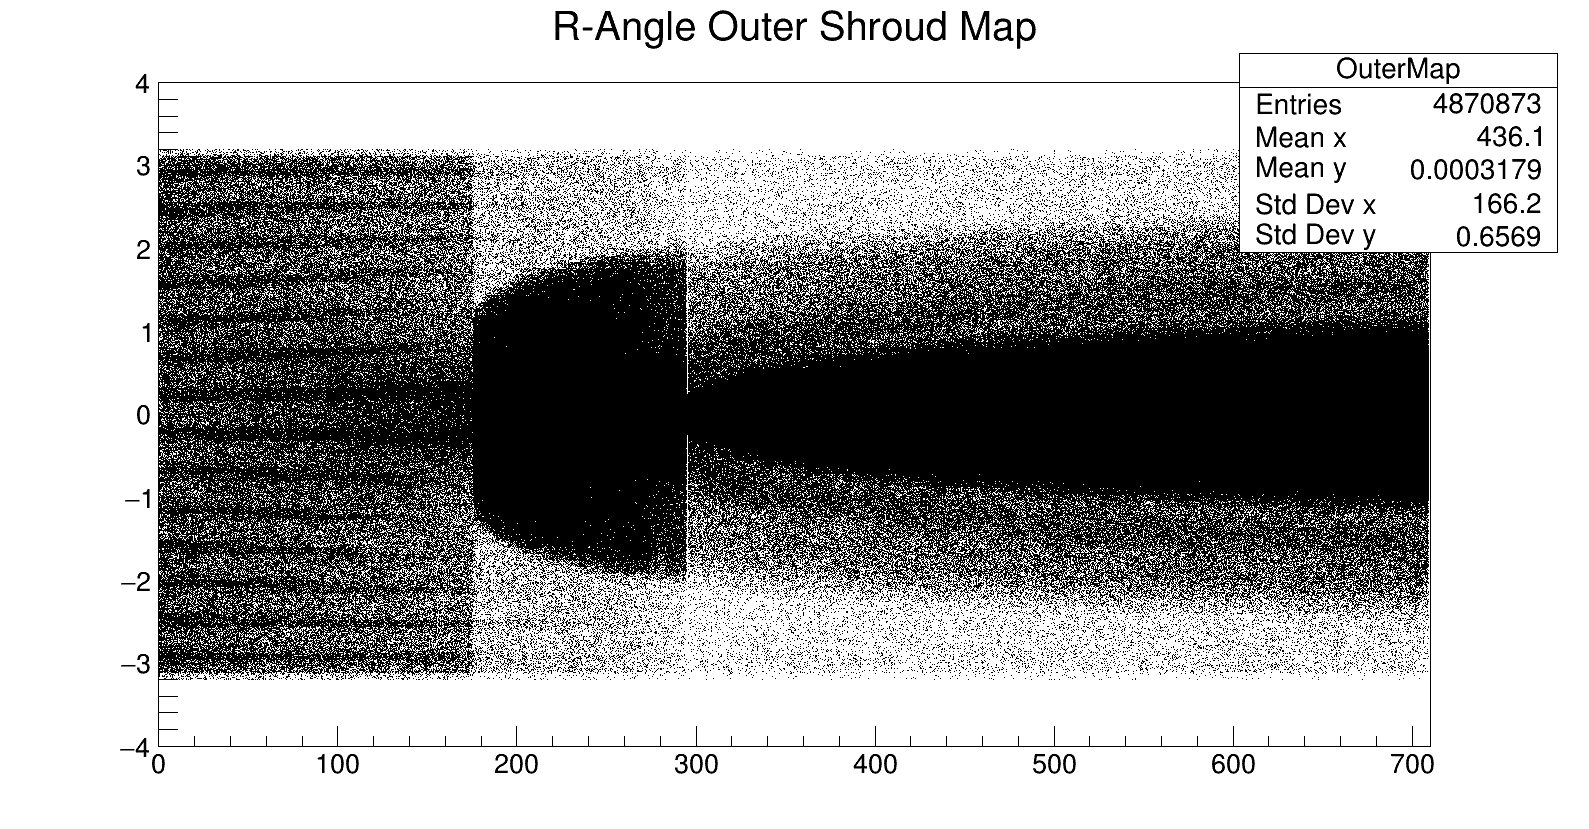 R-Angle Outer Shroud Map
OuterMap
Entries 4870873
Mean x 436.1
Mean y 0.0003179
Std Dev x 166.2
Std Dev y 0.6569
4
3
2
1
0
−1
−2
−3
−4
0 100 200 300 400 500 600 700